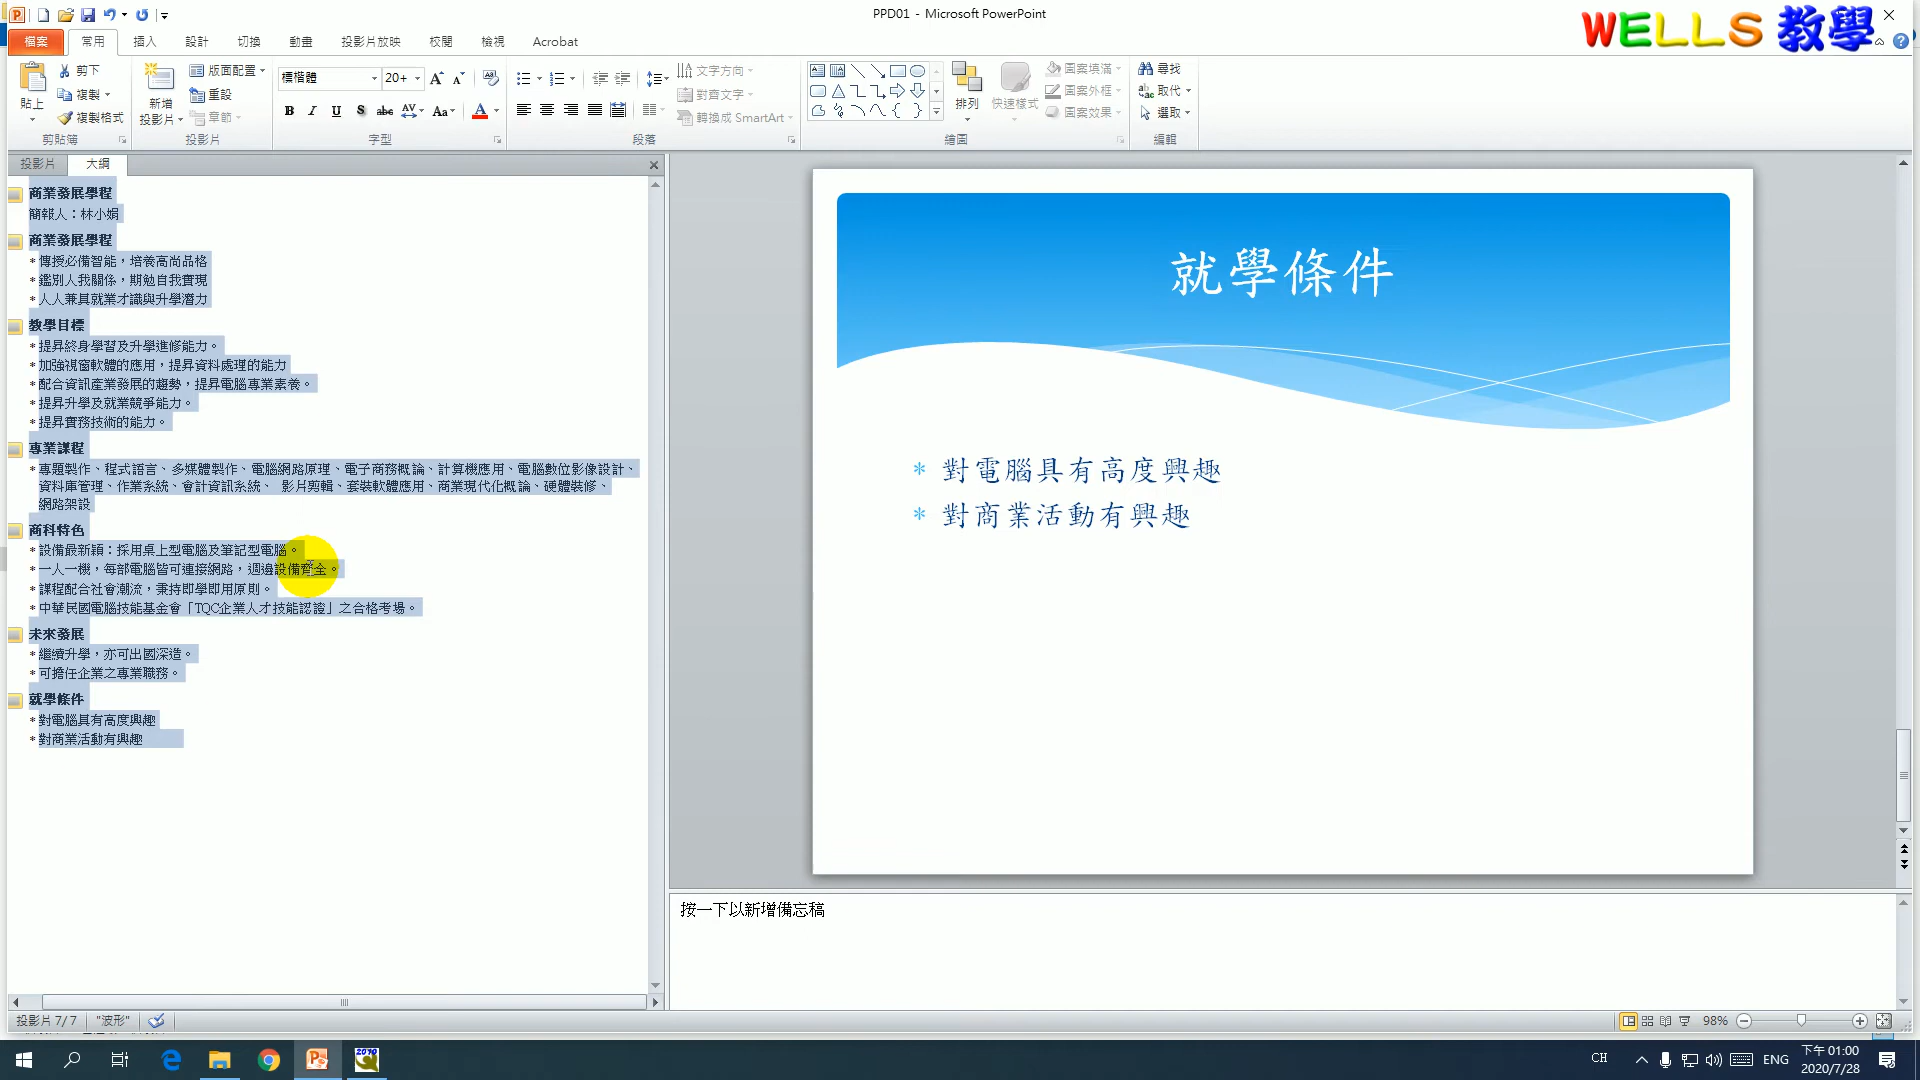 PPD01 - Microsoft PowerPoint
WELLS 教學
檔案 常用 插入 設計 切換 動畫 投影片放映 校閱 檢視 Acrobat
貼上
剪下
複製
複製格式
剪貼簿
新增
投影片
版面配置
重設
章節
投影片
標楷體 20+
B I U S abc AV Aa A
字型
文字方向
對齊文字
轉換成 SmartArt
段落
排列
快速樣式
圖案填滿
圖案外框
圖案效果
繪圖
尋找
取代
選取
編輯
投影片 大綱
商業發展學程
簡報人：林小娟
商業發展學程
* 傳授必備智能，培養高尚品格
* 鑑別人我關係，期勉自我實現
* 人人兼具就業才識與升學潛力
教學目標
* 提昇終身學習及升學進修能力。
* 加強視窗軟體的應用，提昇資料處理的能力
* 配合資訊產業發展的趨勢，提昇電腦專業素養。
* 提昇升學及就業競爭能力。
* 提昇實務技術的能力。
專業課程
* 專題製作、程式語言、多媒體製作、電腦網路原理、電子商務概論、計算機應用、電腦數位影像設計、
資料庫管理、作業系統、會計資訊系統、 影片剪輯、套裝軟體應用、商業現代化概論、硬體裝修、
網路架設
商科特色
* 設備最新穎：採用桌上型電腦及筆記型電腦。
* 一人一機，每部電腦皆可連接網路，週邊設備齊全。
* 課程配合社會潮流，秉持即學即用原則。
* 中華民國電腦技能基金會「TQC企業人才技能認證」之合格考場。
未來發展
* 繼續升學，亦可出國深造。
* 可擔任企業之專業職務。
就學條件
* 對電腦具有高度興趣
* 對商業活動有興趣
就學條件
* 對電腦具有高度興趣
* 對商業活動有興趣
按一下以新增備忘稿
投影片 7/7 "波形" 98%
CH ENG 下午 01:00
2020/7/28
2010